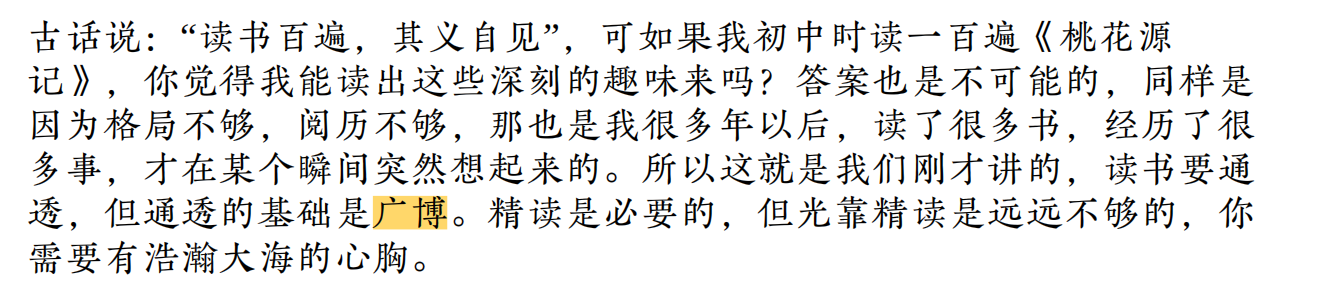 古话说：“读书百遍，其义自见”，可如果我初中时读一百遍《桃花源
记》，你觉得我能读出这些深刻的趣味来吗？答案也是不可能的，同样是
因为格局不够，阅历不够，那也是我很多年以后，读了很多书，经历了很
多事，才在某个瞬间突然想起来的。所以这就是我们刚才讲的，读书要通
透，但通透的基础是广博。精读是必要的，但光靠精读是远远不够的，你
需要有浩瀚大海的心胸。